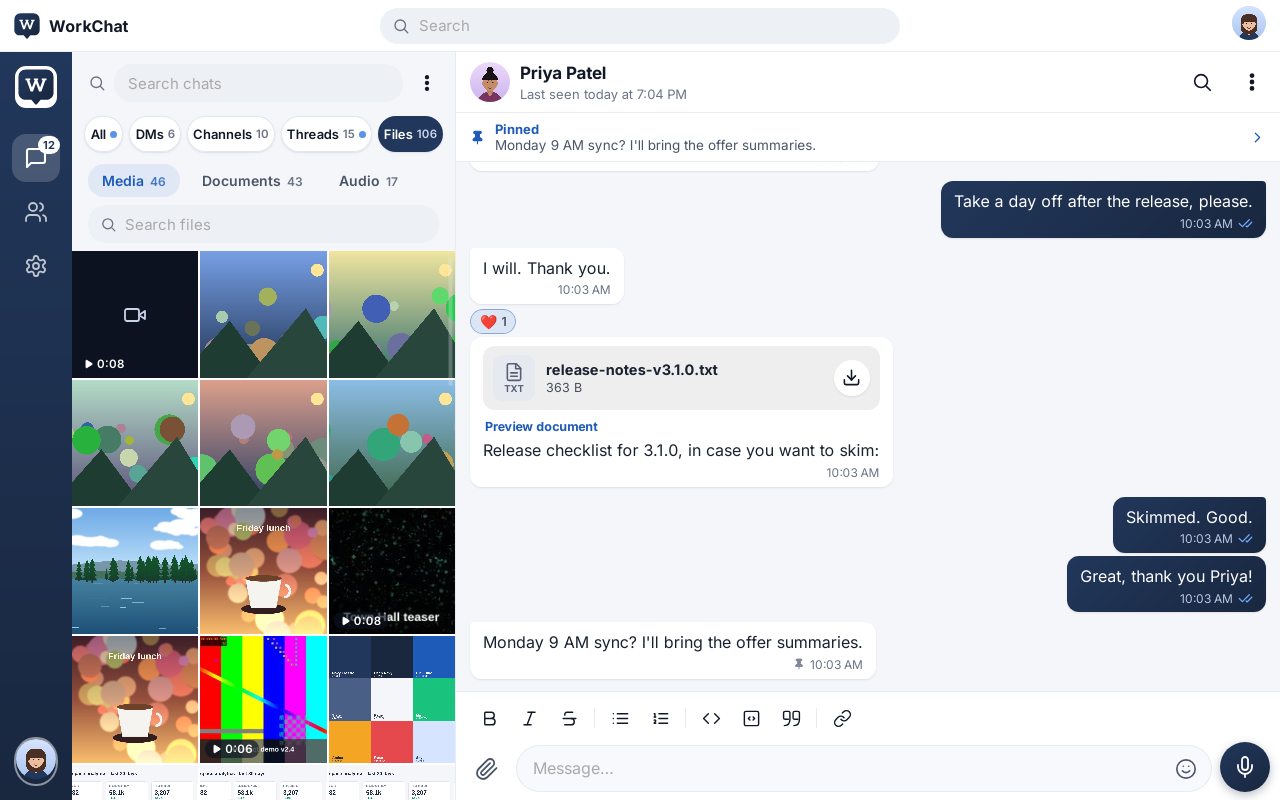 WorkChat
Search
Search chats
All
DMs 6
Channels 10
Threads 15
Files 106
12
Media 46
Documents 43
Audio 17
Search files
0:08
Friday lunch
0:08
all teaser
Friday lunch
0:06
demo v2.4
Priya Patel
Last seen today at 7:04 PM
Pinned
Monday 9 AM sync? I'll bring the offer summaries.
Take a day off after the release, please.
10:03 AM
I will. Thank you.
10:03 AM
❤️ 1
TXT
release-notes-v3.1.0.txt
363 B
Preview document
Release checklist for 3.1.0, in case you want to skim:
10:03 AM
Skimmed. Good.
10:03 AM
Great, thank you Priya!
10:03 AM
Monday 9 AM sync? I'll bring the offer summaries.
10:03 AM
Message...